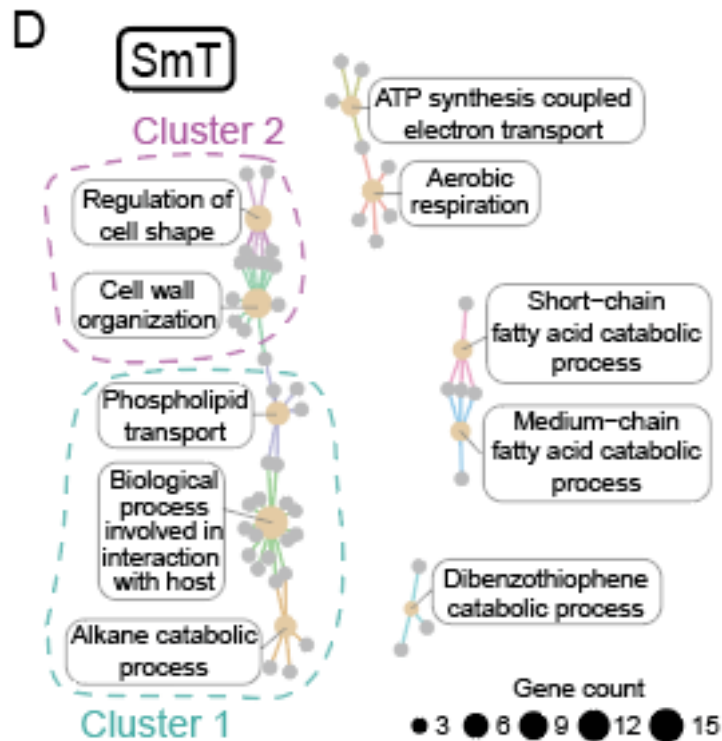 D
SmT
Cluster 2
Regulation of
cell shape
Cell wall
organization
Phospholipid
transport
Biological
process
involved in
interaction
with host
Alkane catabolic
process
Cluster 1
ATP synthesis coupled
electron transport
Aerobic
respiration
Short-chain
fatty acid catabolic
process
Medium-chain
fatty acid catabolic
process
Dibenzothiophene
catabolic process
Gene count
3 6 9 12 15